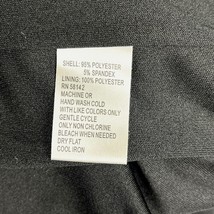 SHELL: 95% POLYESTER
5% SPANDEX
LINING: 100% POLYESTER
RN 58142
MACHINE OR
HAND WASH COLD
WITH LIKE COLORS ONLY
GENTLE CYCLE
ONLY NON CHLORINE
BLEACH WHEN NEEDED
DRY FLAT
COOL IRON